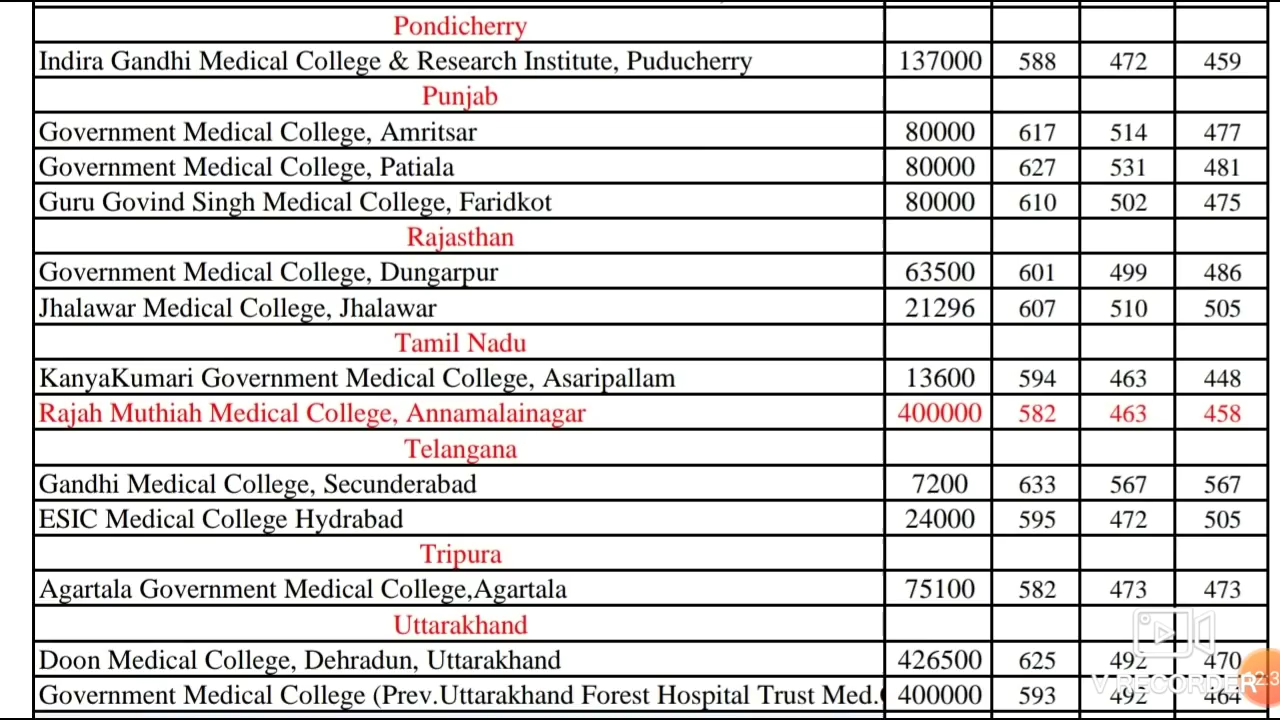 Pondicherry
Indira Gandhi Medical College & Research Institute, Puducherry 137000 588 472 459
Punjab
Government Medical College, Amritsar 80000 617 514 477
Government Medical College, Patiala 80000 627 531 481
Guru Govind Singh Medical College, Faridkot 80000 610 502 475
Rajasthan
Government Medical College, Dungarpur 63500 601 499 486
Jhalawar Medical College, Jhalawar 21296 607 510 505
Tamil Nadu
KanyaKumari Government Medical College, Asaripallam 13600 594 463 448
Rajah Muthiah Medical College, Annamalainagar 400000 582 463 458
Telangana
Gandhi Medical College, Secunderabad 7200 633 567 567
ESIC Medical College Hydrabad 24000 595 472 505
Tripura
Agartala Government Medical College,Agartala 75100 582 473 473
Uttarakhand
Doon Medical College, Dehradun, Uttarakhand 426500 625 492 470
Government Medical College (Prev.Uttarakhand Forest Hospital Trust Med. 400000 593 492 464
V RECORDER